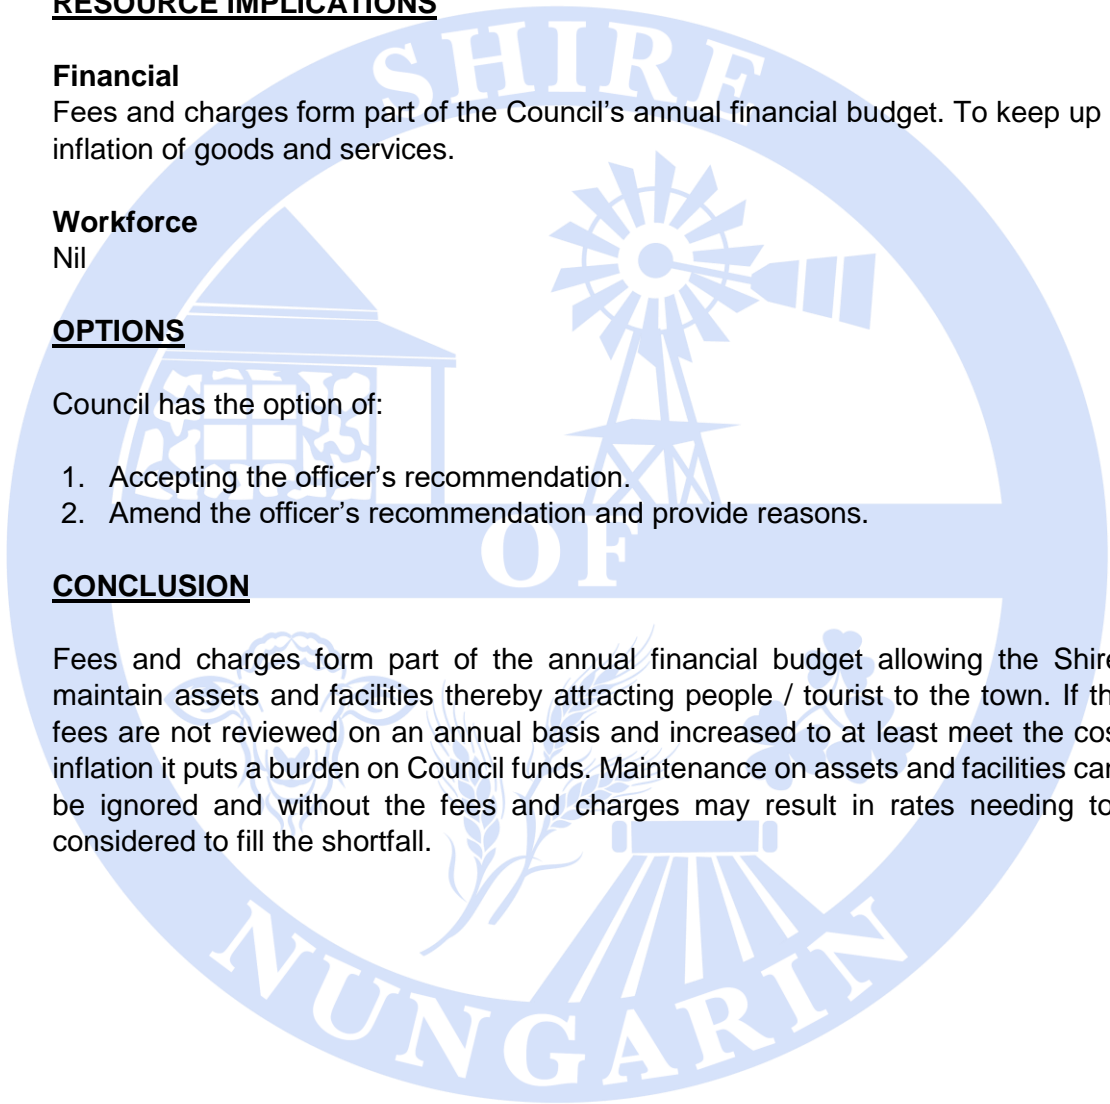 RESOURCE IMPLICATIONS
Financial
Fees and charges form part of the Council's annual financial budget. To keep up
inflation of goods and services.
Workforce
Nil
OPTIONS
Council has the option of:
1. Accepting the officer's recommendation.
2. Amend the officer's recommendation and provide reasons.
CONCLUSION
Fees and charges form part of the annual financial budget allowing the Shire
maintain assets and facilities thereby attracting people / tourist to the town. If
fees are not reviewed on an annual basis and increased to at least meet the
inflation it puts a burden on Council funds. Maintenance on assets and facilities
be ignored and without the fees and charges may result in rates needing to
considered to fill the shortfall.
SHIRE
OF
NUNGARIN